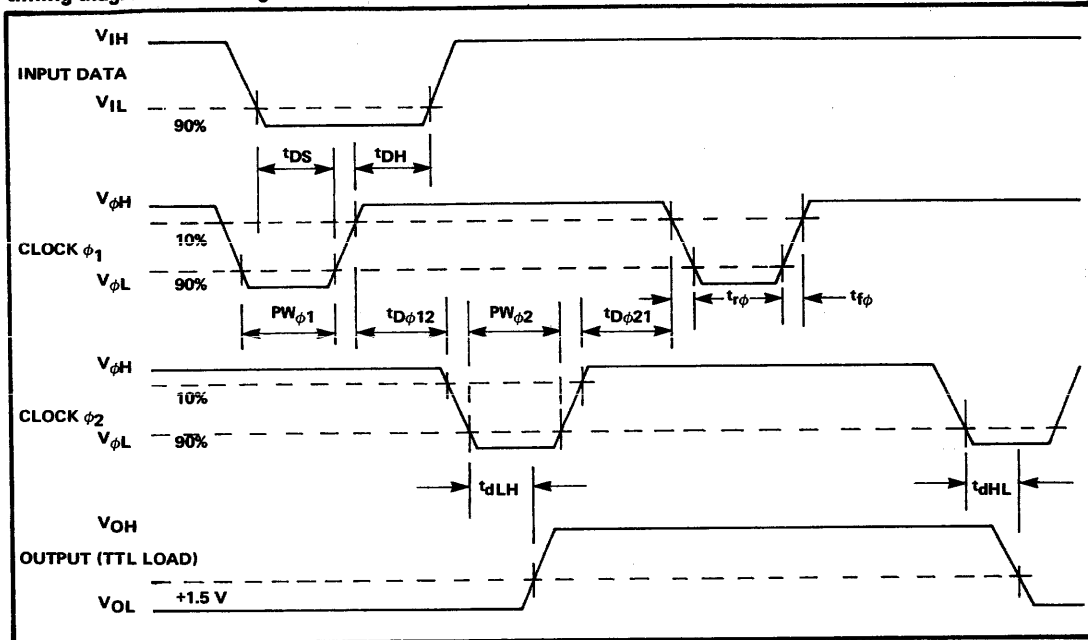 VIH
INPUT DATA
VIL
90%
tDS
tDH
VϕH
10%
CLOCK ϕ1
VϕL
90%
trϕ
tfϕ
PWϕ1
tDϕ12
PWϕ2
tDϕ21
VϕH
10%
CLOCK ϕ2
VϕL
90%
tdLH
tdHL
VOH
OUTPUT (TTL LOAD)
+1.5 V
VOL